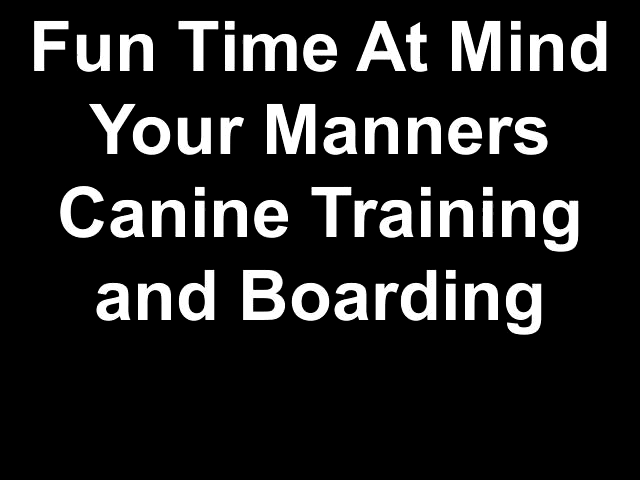 Fun Time At Mind
Your Manners
Canine Training
and Boarding